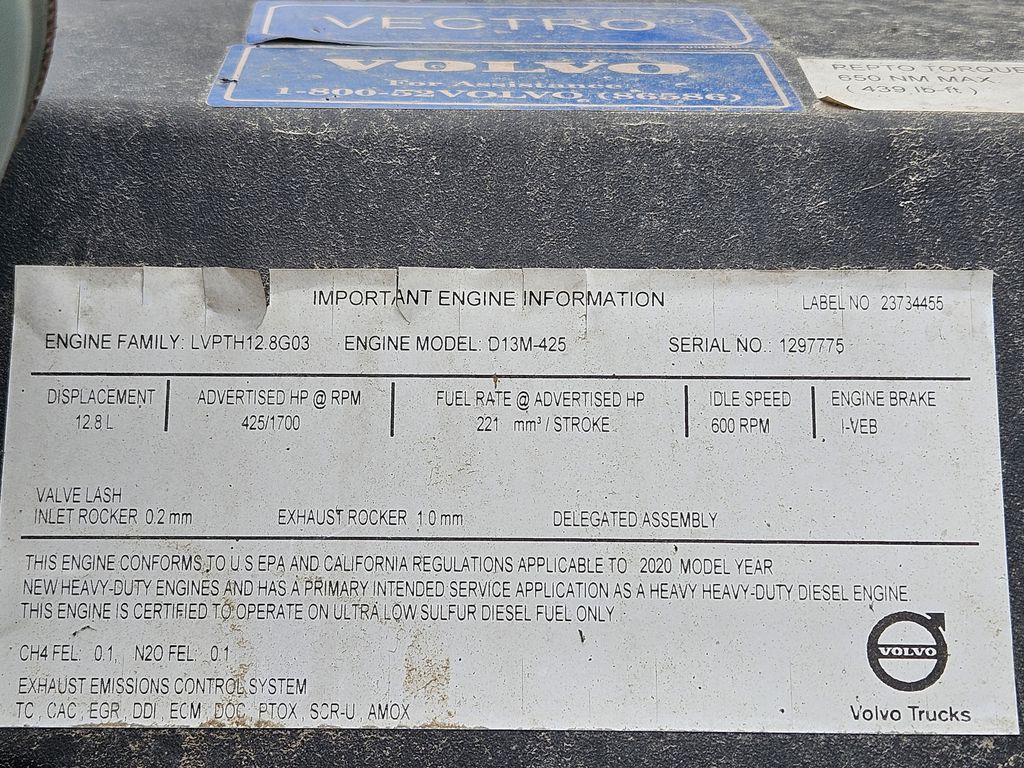 VECTRO®
VOLVO
For Assistance
1-800-52VOLVO (86586)
REPTO TORQUE
650 NM MAX
( 439 lb-ft )
IMPORTANT ENGINE INFORMATION
LABEL NO 23734455
ENGINE FAMILY: LVPTH12.8G03 ENGINE MODEL: D13M-425 SERIAL NO.: 1297775
DISPLACEMENT ADVERTISED HP @ RPM FUEL RATE @ ADVERTISED HP IDLE SPEED ENGINE BRAKE
12.8 L 425/1700 221 mm³ / STROKE 600 RPM I-VEB
VALVE LASH
INLET ROCKER 0.2 mm EXHAUST ROCKER 1.0 mm DELEGATED ASSEMBLY
THIS ENGINE CONFORMS TO U.S EPA AND CALIFORNIA REGULATIONS APPLICABLE TO 2020 MODEL YEAR
NEW HEAVY-DUTY ENGINES AND HAS A PRIMARY INTENDED SERVICE APPLICATION AS A HEAVY HEAVY-DUTY DIESEL ENGINE.
THIS ENGINE IS CERTIFIED TO OPERATE ON ULTRA LOW SULFUR DIESEL FUEL ONLY.
CH4 FEL: 0.1, N2O FEL: 0.1
EXHAUST EMISSIONS CONTROL SYSTEM
TC, CAC, EGR, DDI, ECM, DOC, PTOX, SCR-U, AMOX
VOLVO
Volvo Trucks